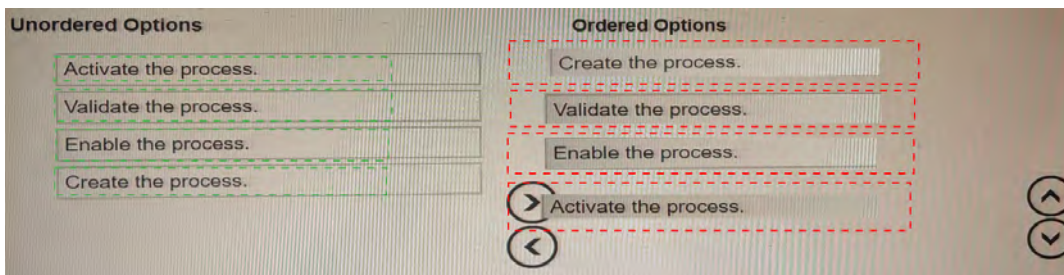 Unordered Options
Activate the process.
Validate the process.
Enable the process.
Create the process.
Ordered Options
Create the process.
Validate the process.
Enable the process.
Activate the process.